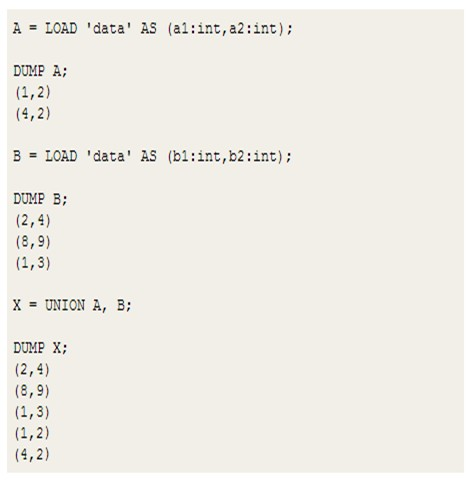 A = LOAD 'data' AS (a1:int,a2:int);
DUMP A;
(1,2)
(4,2)
B = LOAD 'data' AS (b1:int,b2:int);
DUMP B;
(2,4)
(8,9)
(1,3)
X = UNION A, B;
DUMP X;
(2,4)
(8,9)
(1,3)
(1,2)
(4,2)